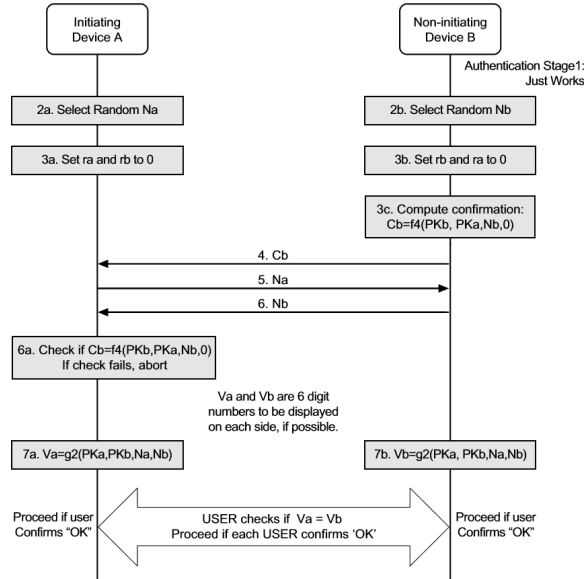 Initiating
Device A
Non-initiating
Device B
Authentication Stage1:
Just Works
2a. Select Random Na
2b. Select Random Nb
3a. Set ra and rb to 0
3b. Set rb and ra to 0
3c. Compute confirmation:
Cb=f4(PKb, PKa,Nb,0)
4. Cb
5. Na
6. Nb
6a. Check if Cb=f4(PKb,PKa,Nb,0)
If check fails, abort
Va and Vb are 6 digit
numbers to be displayed
on each side, if possible.
7a. Va=g2(PKa,PKb,Na,Nb)
7b. Vb=g2(PKa, PKb,Na,Nb)
Proceed if user
Confirms “OK”
USER checks if Va = Vb
Proceed if each USER confirms ‘OK’
Proceed if user
Confirms “OK”